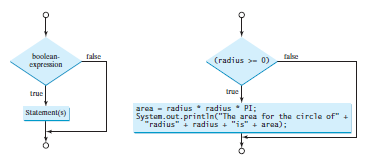 boolean-
expression
false
true
Statement(s)
(radius >= 0)
false
true
area = radius * radius * PI;
System.out.println("The area for the circle of" +
"radius" + radius + "is" + area);